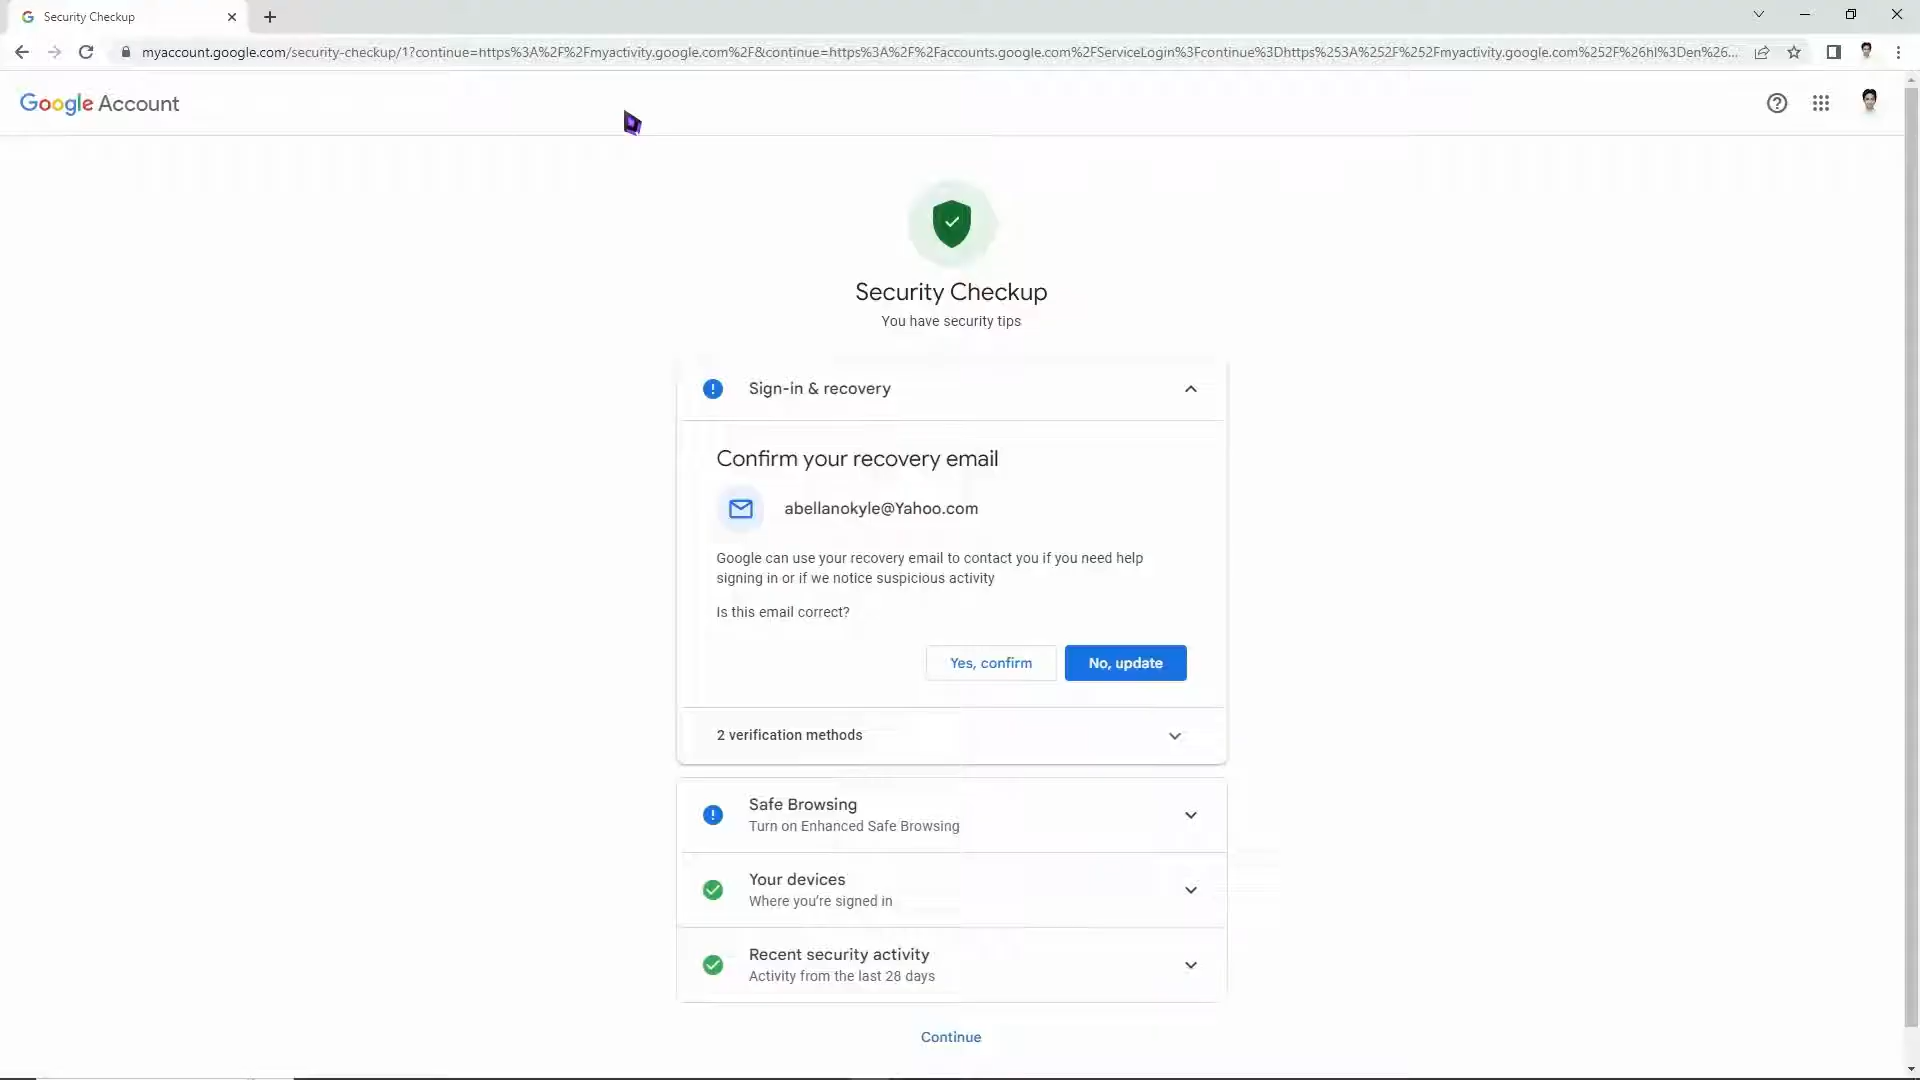 Security Checkup
myaccount.google.com/security-checkup/1?continue=https%3A%2F%2Fmyactivity.google.com%2F&continue=https%3A%2F%2Faccounts.google.com%2FServiceLogin%3Fcontinue%3Dhttps%253A%252F%252Fmyactivity.google.com%252F%26hl%3Den%26...
Google Account
Security Checkup
You have security tips
Sign-in & recovery
Confirm your recovery email
abellanokyle@Yahoo.com
Google can use your recovery email to contact you if you need help
signing in or if we notice suspicious activity
Is this email correct?
Yes, confirm
No, update
2 verification methods
Safe Browsing
Turn on Enhanced Safe Browsing
Your devices
Where you're signed in
Recent security activity
Activity from the last 28 days
Continue